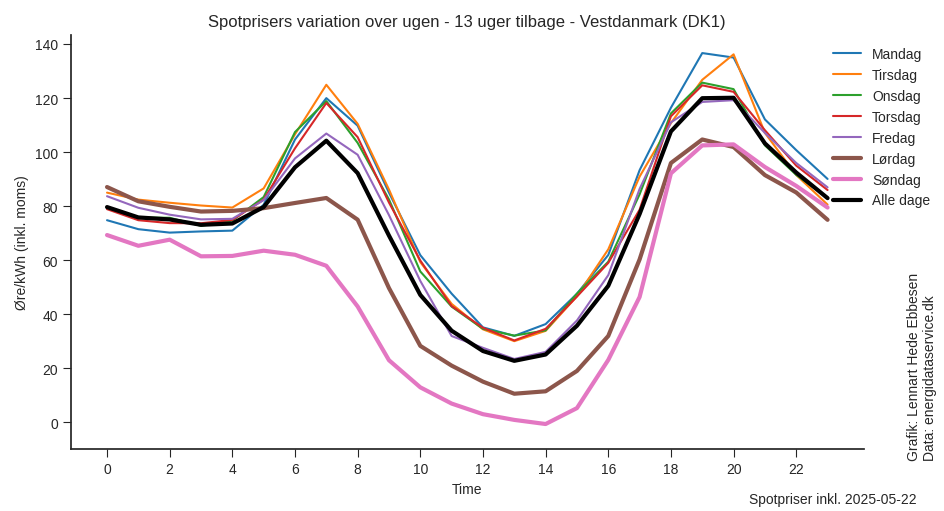 Spotprisers variation over ugen - 13 uger tilbage - Vestdanmark (DK1)
Øre/kWh (inkl. moms)
140
120
100
80
60
40
20
0
0 2 4 6 8 10 12 14 16 18 20 22
Time
Mandag
Tirsdag
Onsdag
Torsdag
Fredag
Lørdag
Søndag
Alle dage
Grafik: Lennart Hede Ebbesen
Data: energidataservice.dk
Spotpriser inkl. 2025-05-22